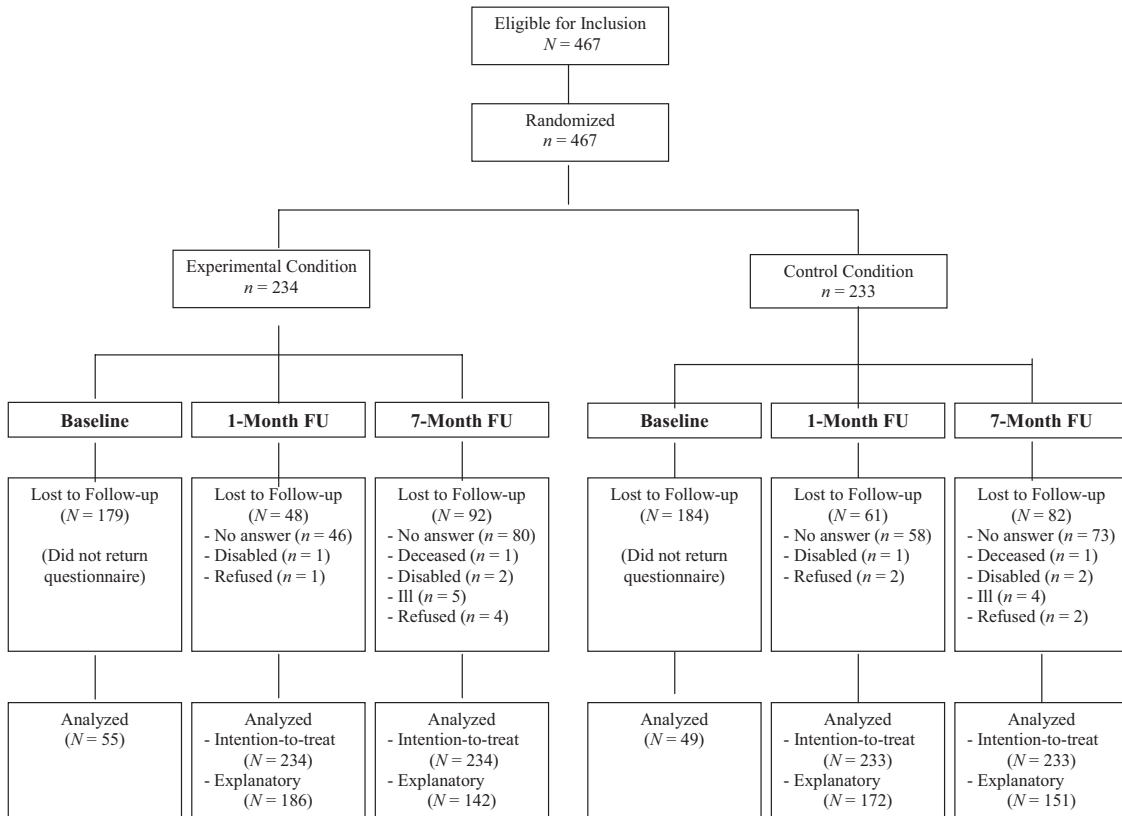 Eligible for Inclusion
N = 467
Randomized
n = 467
Experimental Condition
n = 234
Control Condition
n = 233
Baseline
1-Month FU
7-Month FU
Baseline
1-Month FU
7-Month FU
Lost to Follow-up
(N = 179)
(Did not return
questionnaire)
Lost to Follow-up
(N = 48)
- No answer (n = 46)
- Disabled (n = 1)
- Refused (n = 1)
Lost to Follow-up
(N = 92)
- No answer (n = 80)
- Deceased (n = 1)
- Disabled (n = 2)
- Ill (n = 5)
- Refused (n = 4)
Lost to Follow-up
(N = 184)
(Did not return
questionnaire)
Lost to Follow-up
(N = 61)
- No answer (n = 58)
- Disabled (n = 1)
- Refused (n = 2)
Lost to Follow-up
(N = 82)
- No answer (n = 73)
- Deceased (n = 1)
- Disabled (n = 2)
- Ill (n = 4)
- Refused (n = 2)
Analyzed
(N = 55)
Analyzed
- Intention-to-treat
(N = 234)
- Explanatory
(N = 186)
Analyzed
- Intention-to-treat
(N = 234)
- Explanatory
(N = 142)
Analyzed
(N = 49)
Analyzed
- Intention-to-treat
(N = 233)
- Explanatory
(N = 172)
Analyzed
- Intention-to-treat
(N = 233)
- Explanatory
(N = 151)